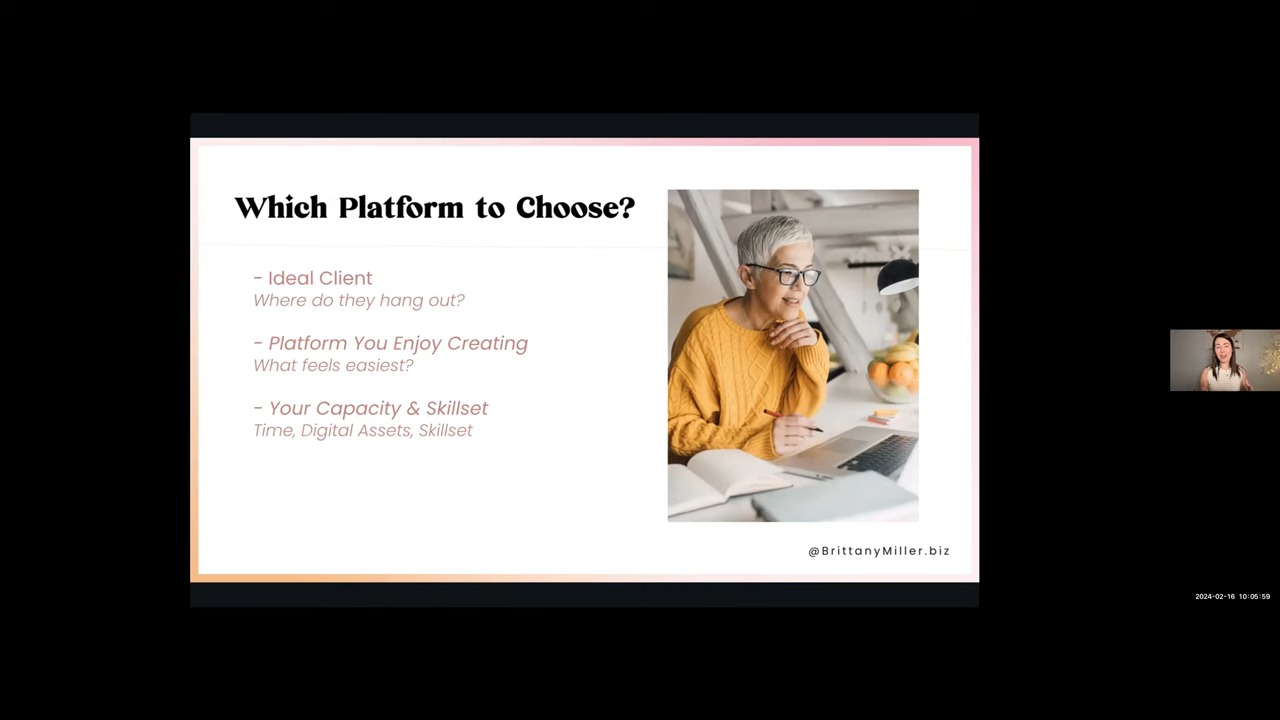 Which Platform to Choose?
- Ideal Client
Where do they hang out?
- Platform You Enjoy Creating
What feels easiest?
- Your Capacity & Skillset
Time, Digital Assets, Skillset
@BrittanyMiller.biz
2024-02-16 10:05:59